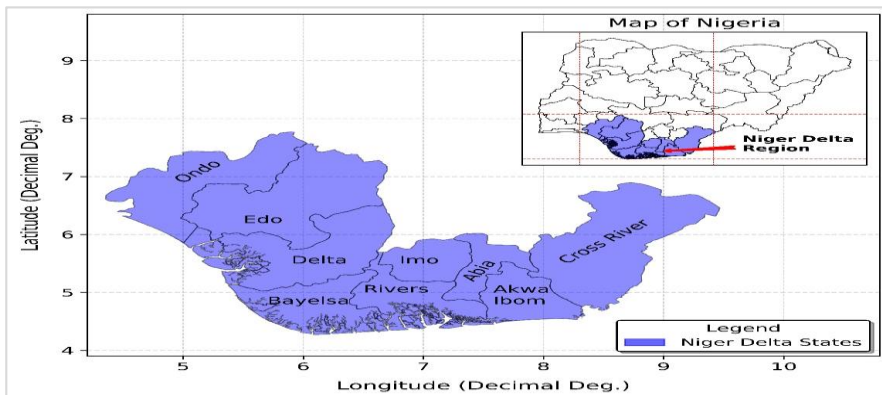 Map of Nigeria
Niger Delta
Region
9
8
7
6
5
4
Latitude (Decimal Deg.)
Ondo
Edo
Delta
Imo
Abia
Cross River
Bayelsa
Rivers
Akwa
Ibom
Legend
Niger Delta States
5
6
7
8
9
10
Longitude (Decimal Deg.)